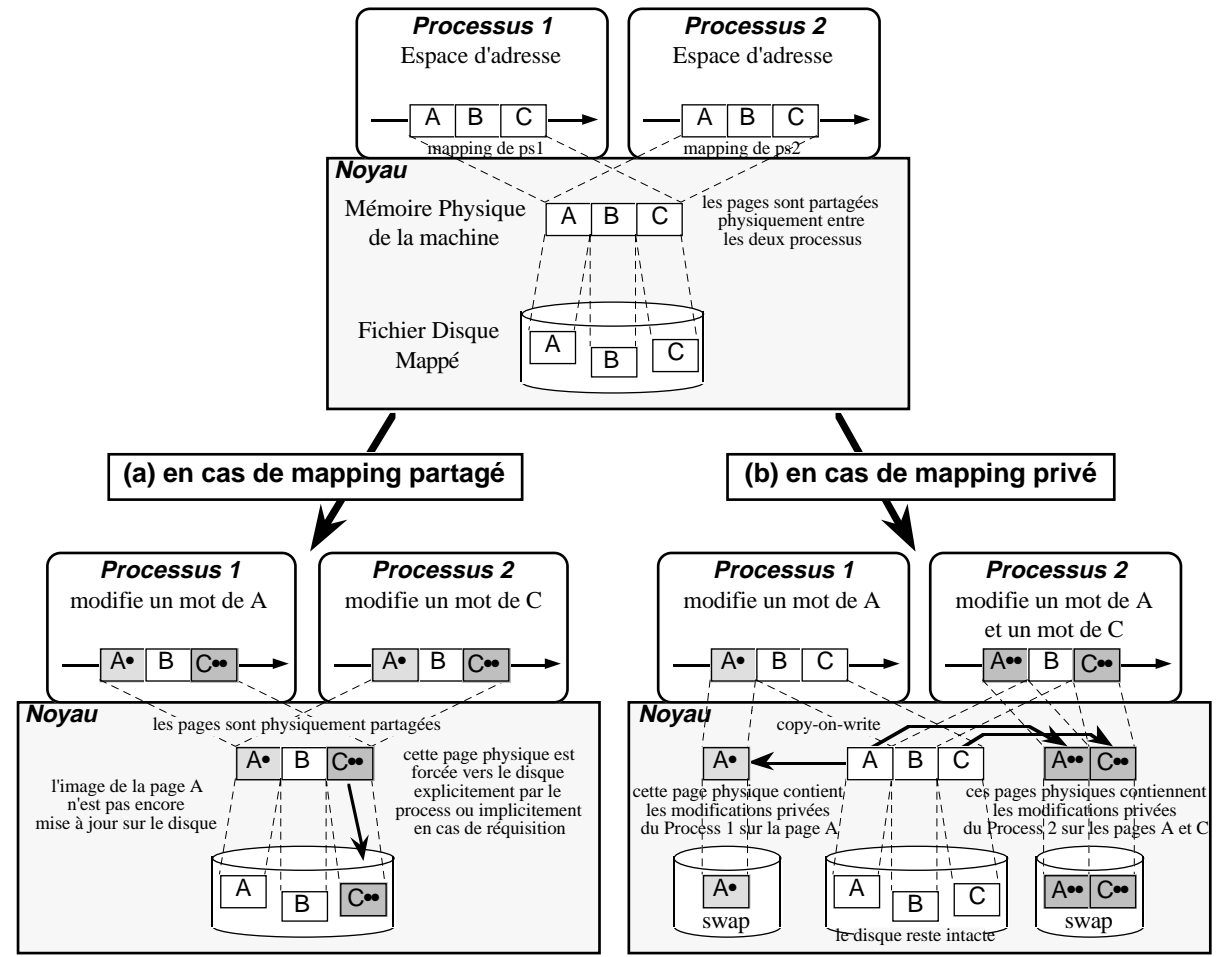 Processus 1
Espace d'adresse
A B C
mapping de ps1
Processus 2
Espace d'adresse
A B C
mapping de ps2
Noyau
Mémoire Physique
de la machine
A B C
les pages sont partagées
physiquement entre
les deux processus
Fichier Disque
Mappé
A
B
C
(a) en cas de mapping partagé
(b) en cas de mapping privé
Processus 1
modifie un mot de A
A• B C••
Processus 2
modifie un mot de C
A• B C••
Noyau
les pages sont physiquement partagées
A• B C••
l'image de la page A
n'est pas encore
mise à jour sur le disque
cette page physique est
forcée vers le disque
explicitement par le
process ou implicitement
en cas de réquisition
A
B
C••
Processus 1
modifie un mot de A
A• B C
Processus 2
modifie un mot de A
et un mot de C
A•• B C••
Noyau
copy-on-write
A•
A B C
A•• C••
cette page physique contient
les modifications privées
du Process 1 sur la page A
ces pages physiques contiennent
les modifications privées
du Process 2 sur les pages A et C
A•
swap
A
B
C
le disque reste intacte
A•• C••
swap